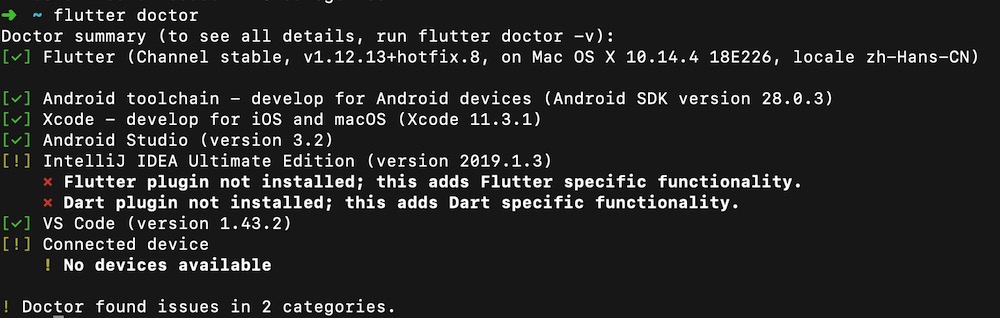 ➜ ~ flutter doctor
Doctor summary (to see all details, run flutter doctor -v):
[✓] Flutter (Channel stable, v1.12.13+hotfix.8, on Mac OS X 10.14.4 18E226, locale zh-Hans-CN)
[✓] Android toolchain - develop for Android devices (Android SDK version 28.0.3)
[✓] Xcode - develop for iOS and macOS (Xcode 11.3.1)
[✓] Android Studio (version 3.2)
[!] IntelliJ IDEA Ultimate Edition (version 2019.1.3)
✗ Flutter plugin not installed; this adds Flutter specific functionality.
✗ Dart plugin not installed; this adds Dart specific functionality.
[✓] VS Code (version 1.43.2)
[!] Connected device
! No devices available
! Doctor found issues in 2 categories.